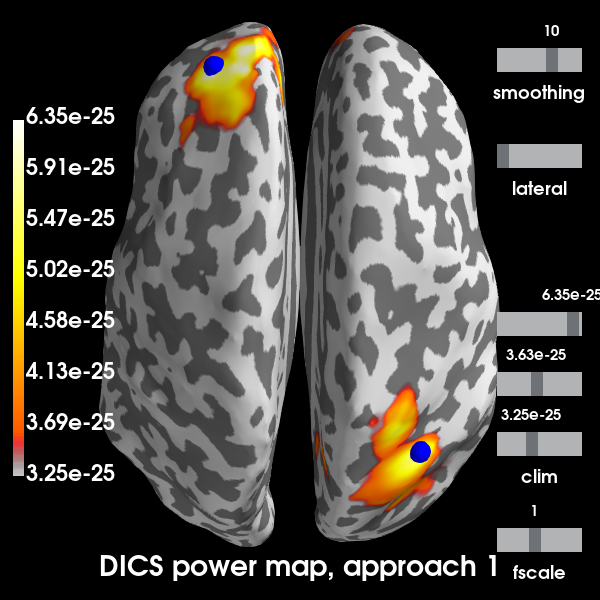 10
smoothing
6.35e-25
5.91e-25
lateral
5.47e-25
5.02e-25
6.35e-25
4.58e-25
3.63e-25
4.13e-25
3.25e-25
3.69e-25
3.25e-25
clim
1
DICS power map, approach 1
fscale